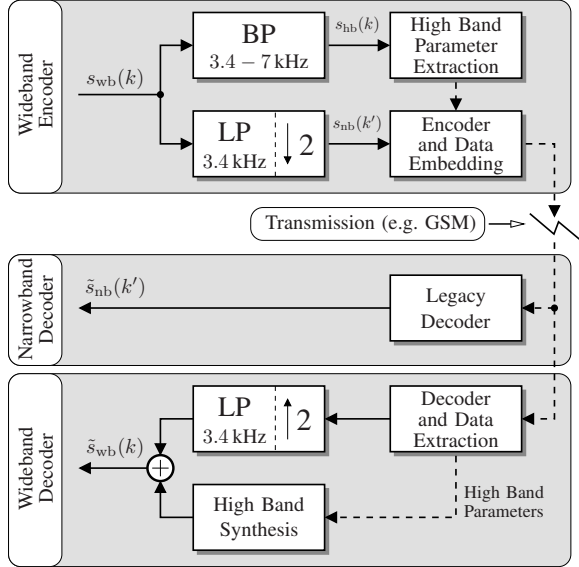 Wideband
Encoder
s_wb(k)
BP
3.4 – 7 kHz
s_hb(k)
High Band
Parameter
Extraction
LP
3.4 kHz
↓ 2
s_nb(k′)
Encoder
and Data
Embedding
Transmission (e.g. GSM)
Narrowband
Decoder
s̃_nb(k′)
Legacy
Decoder
Wideband
Decoder
s̃_wb(k)
LP
3.4 kHz
↑ 2
Decoder
and Data
Extraction
+
High Band
Synthesis
High Band
Parameters